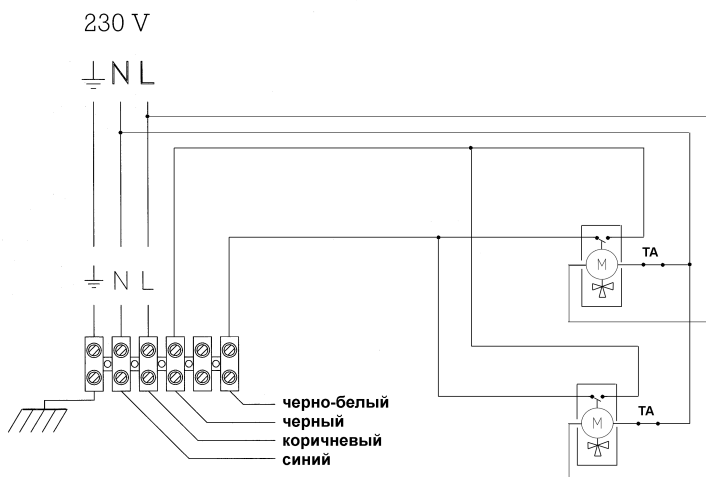 230 V
N L
N L
M TA
M TA
черно-белый
черный
коричневый
синий